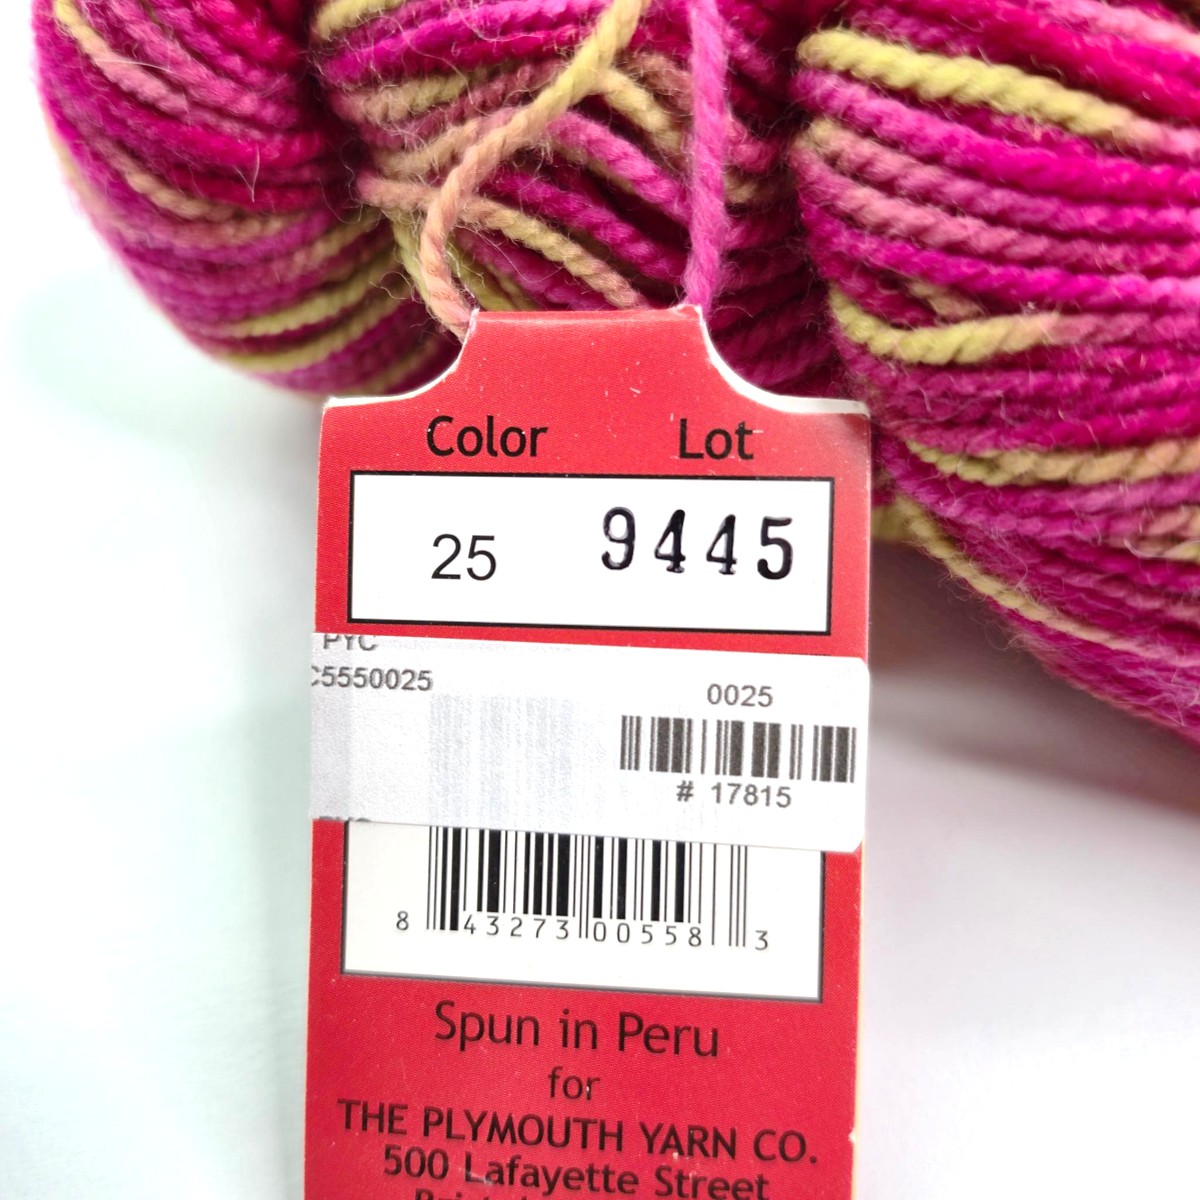 Color Lot
25 9445
PYC
C5550025
0025
# 17815
8 43273 00558 3
Spun in Peru
for
THE PLYMOUTH YARN CO.
500 Lafayette Street